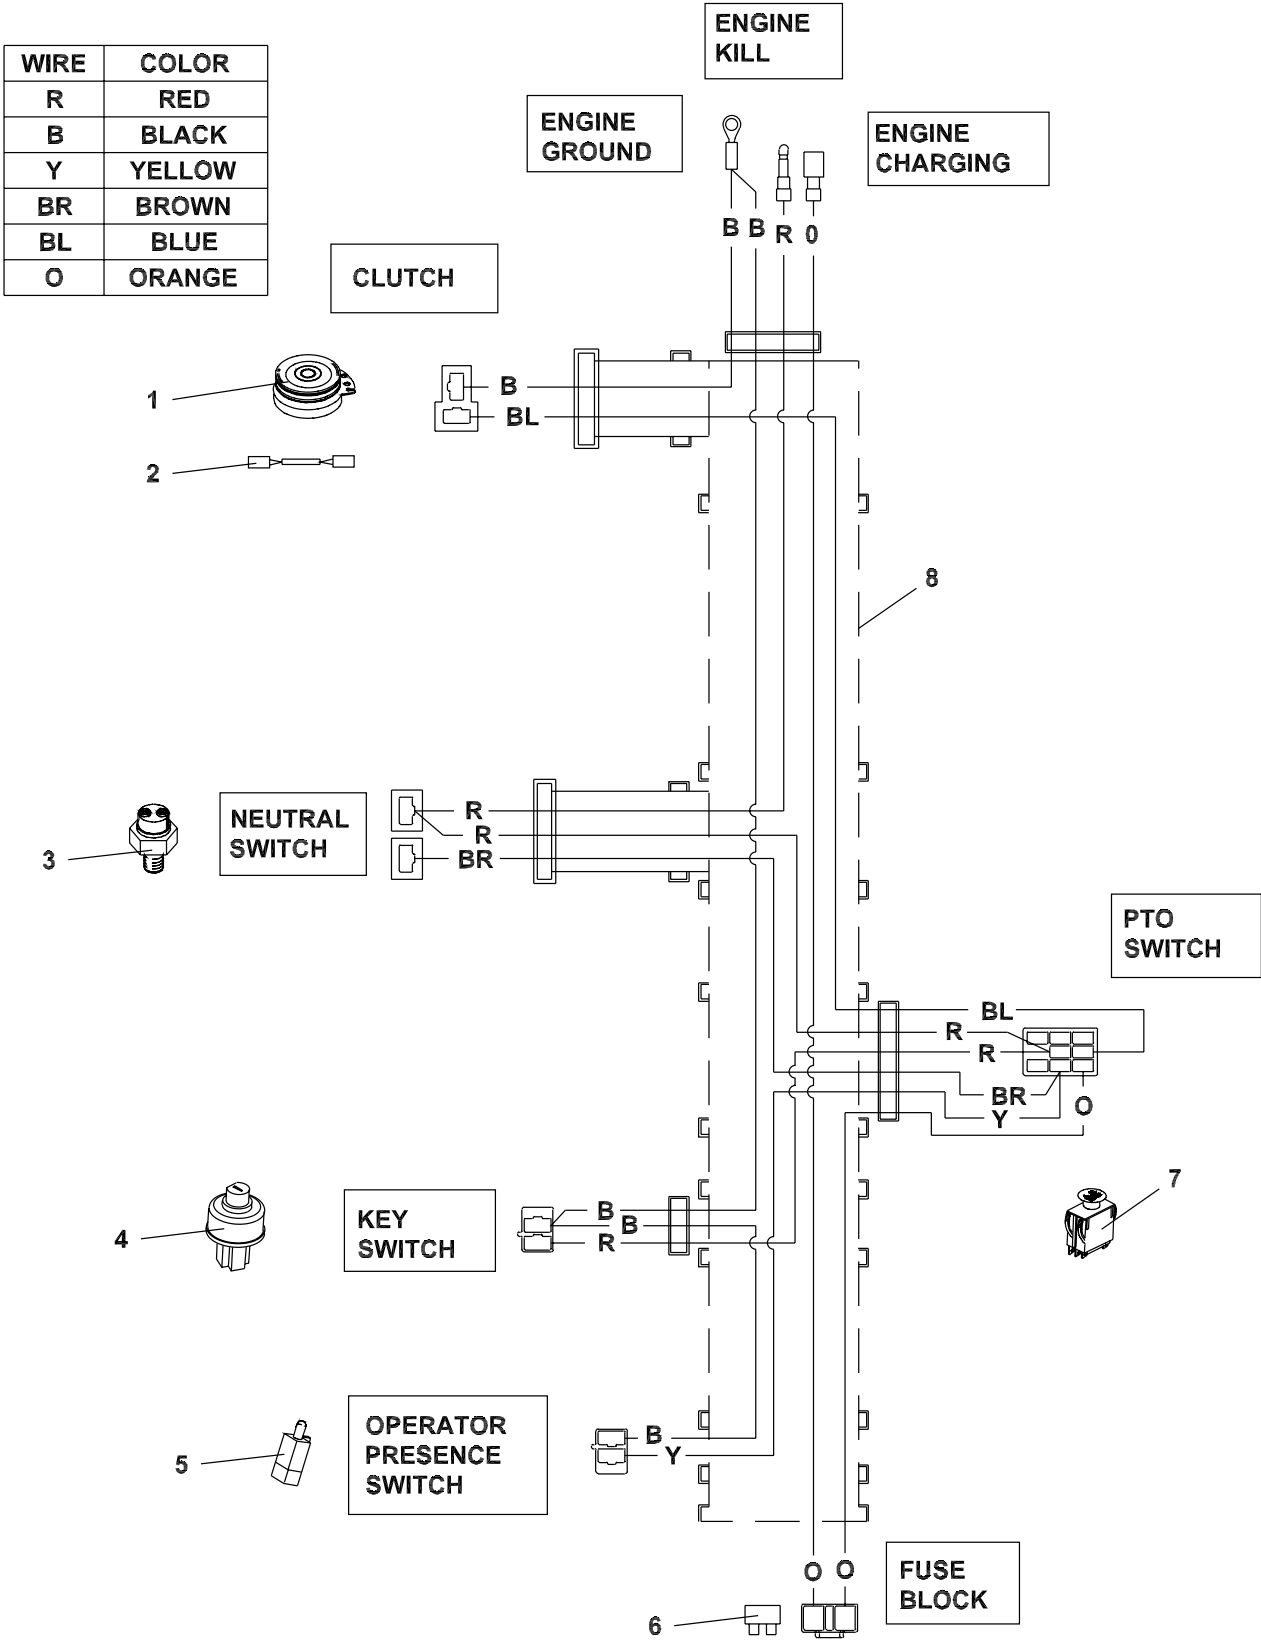 ENGINE
KILL
WIRE COLOR
R RED
B BLACK
Y YELLOW
BR BROWN
BL BLUE
O ORANGE
ENGINE
GROUND
ENGINE
CHARGING
B B R 0
CLUTCH
1
B
BL
2
8
NEUTRAL
SWITCH
3
R
R
BR
PTO
SWITCH
BL
R
R
BR
Y
O
7
4
KEY
SWITCH
B
B
R
5
OPERATOR
PRESENCE
SWITCH
B
Y
O O
FUSE
BLOCK
6